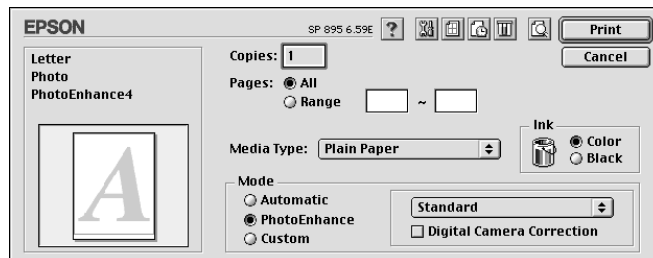 EPSON
SP 895 6.59E
?
Print
Cancel
Letter
Photo
PhotoEnhance4
A
Copies: 1
Pages: All
Range ~
Media Type: Plain Paper
Ink
Color
Black
Mode
Automatic
PhotoEnhance
Custom
Standard
Digital Camera Correction